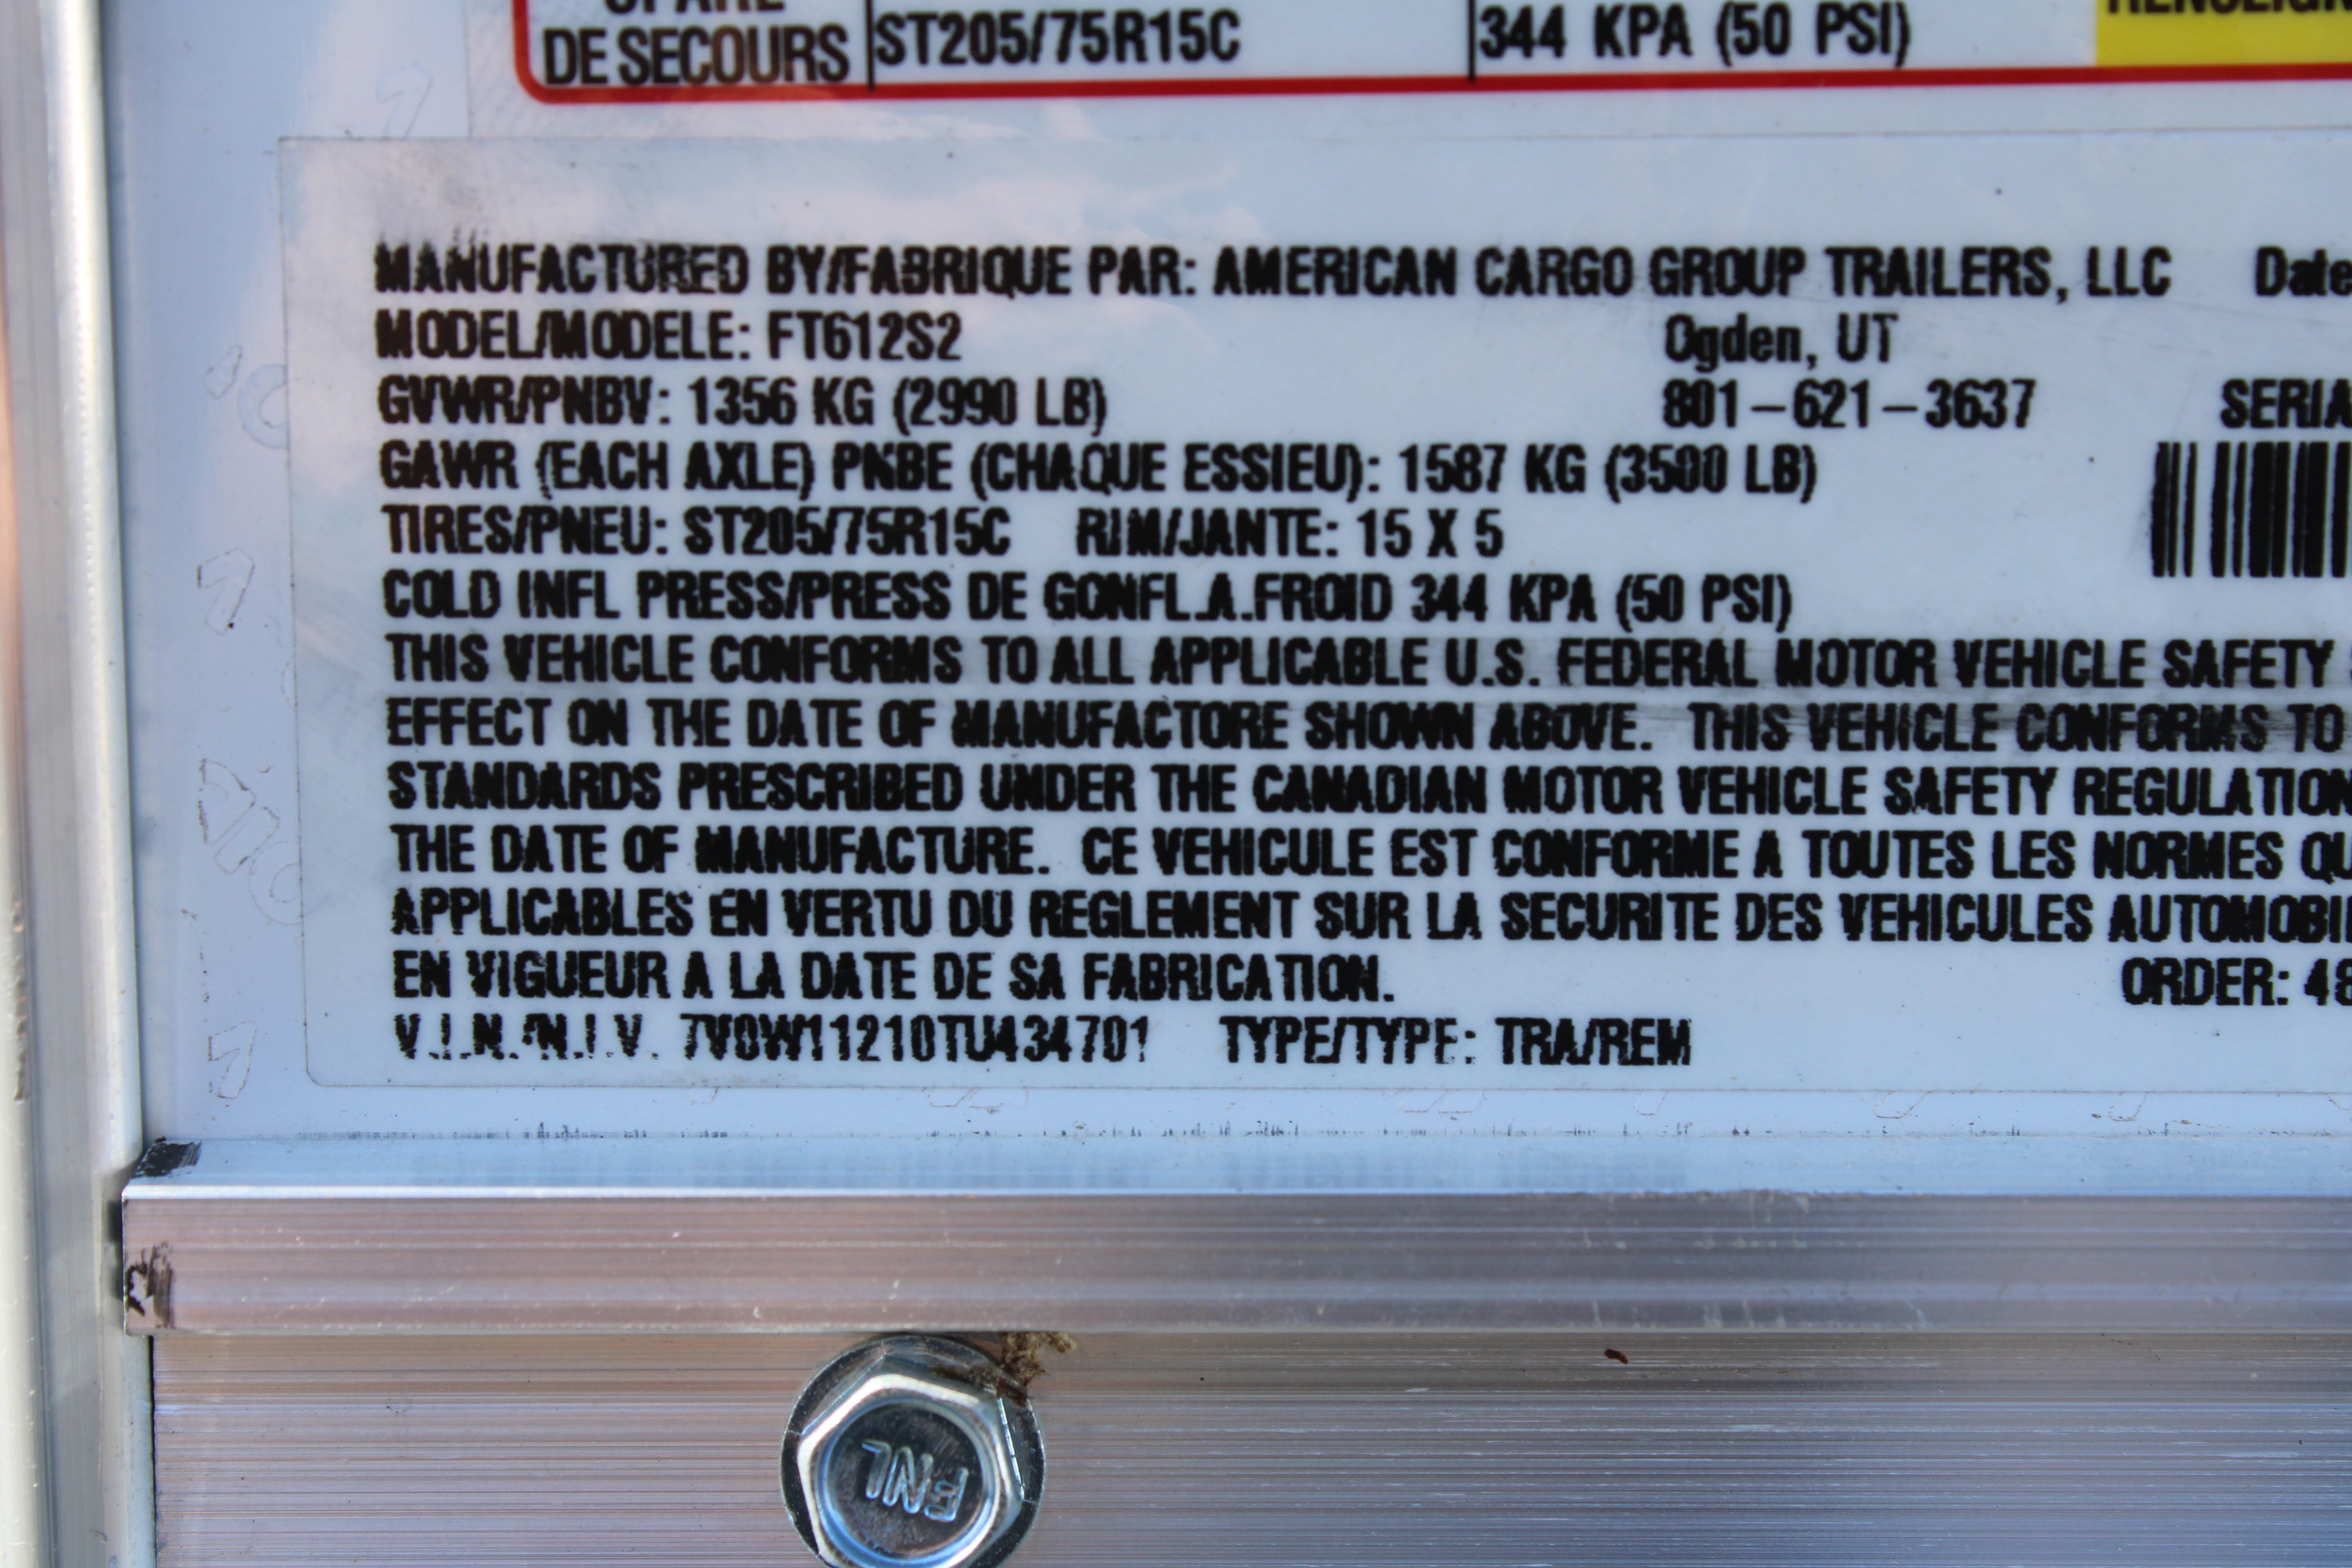 DE SECOURS ST205/75R15C 344 KPA (50 PSI)
MANUFACTURED BY/FABRIQUE PAR: AMERICAN CARGO GROUP TRAILERS, LLC Date
MODEL/MODELE: FT612S2 Ogden, UT
GVWR/PNBV: 1356 KG (2990 LB) 801-621-3637 SERIA
GAWR (EACH AXLE) PNBE (CHAQUE ESSIEU): 1587 KG (3500 LB)
TIRES/PNEU: ST205/75R15C RIM/JANTE: 15 X 5
COLD INFL PRESS/PRESS DE GONFL.A.FROID 344 KPA (50 PSI)
THIS VEHICLE CONFORMS TO ALL APPLICABLE U.S. FEDERAL MOTOR VEHICLE SAFETY
EFFECT ON THE DATE OF MANUFACTORE SHOWN ABOVE. THIS VEHICLE CONFORMS TO
STANDARDS PRESCRIBED UNDER THE CANADIAN MOTOR VEHICLE SAFETY REGULATION
THE DATE OF MANUFACTURE. CE VEHICULE EST CONFORME A TOUTES LES NORMES QU
APPLICABLES EN VERTU DU REGLEMENT SUR LA SECURITE DES VEHICULES AUTOMOBIL
EN VIGUEUR A LA DATE DE SA FABRICATION. ORDER: 48
V.I.N./N.I.V. 7V0W11210TU434701 TYPE/TYPE: TRA/REM